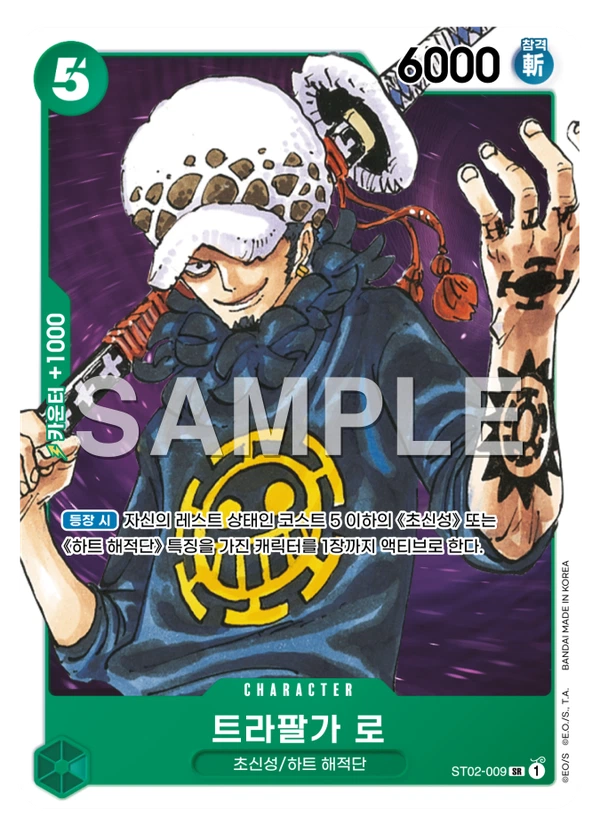 5
6000
참격
斬
카운터 +1000
SAMPLE
등장 시 자신의 레스트 상태인 코스트 5 이하의 《초신성》 또는
《하트 해적단》 특징을 가진 캐릭터를 1장까지 액티브로 한다.
CHARACTER
트라팔가 로
초신성/하트 해적단
ST02-009 SR 1
©EO/S ©E.O./S., T.A. BANDAI MADE IN KOREA